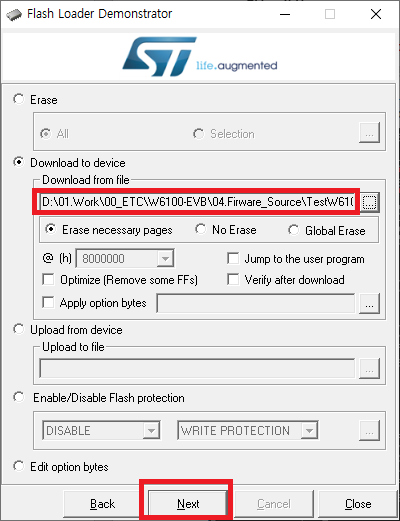 Flash Loader Demonstrator
ST
life.augmented
Erase
All
Selection
...
Download to device
Download from file
D:\01.Work\00_ETC\W6100-EVB\04.Firware_Source\TestW610
...
Erase necessary pages
No Erase
Global Erase
@ (h)
8000000
Jump to the user program
Optimize (Remove some FFs)
Verify after download
Apply option bytes
...
Upload from device
Upload to file
...
Enable/Disable Flash protection
DISABLE
WRITE PROTECTION
...
Edit option bytes
Back
Next
Cancel
Close